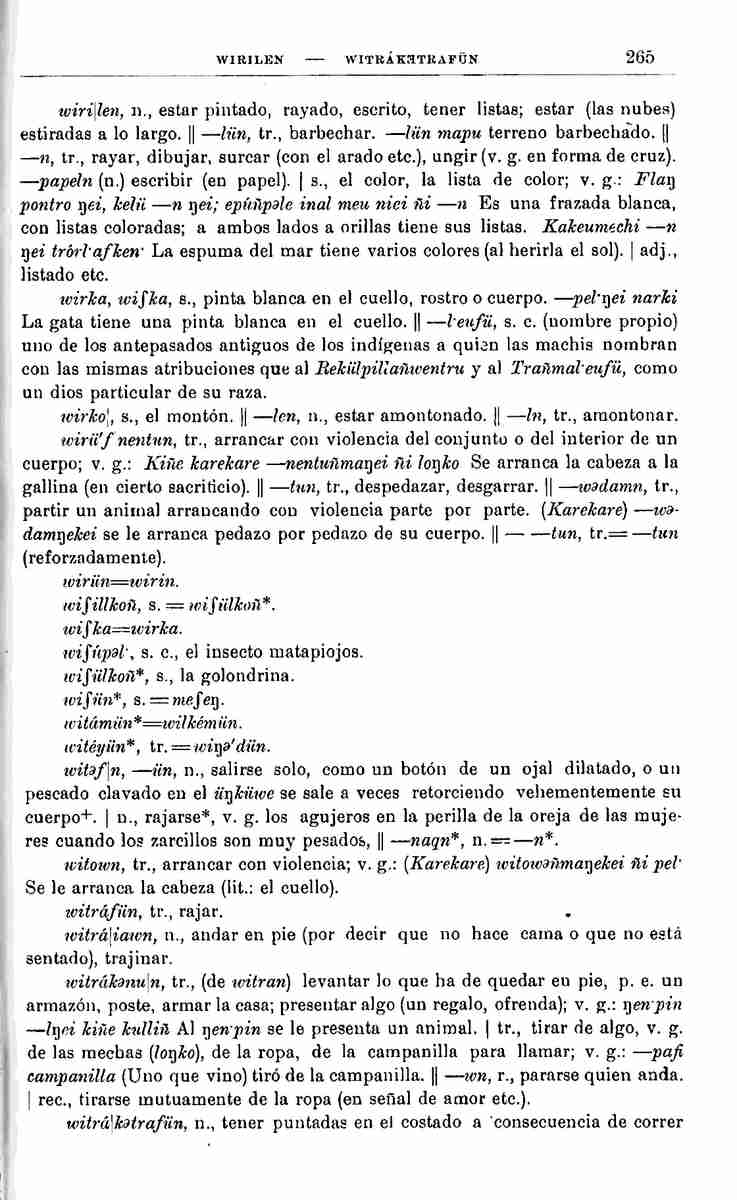 WIRILEN — WITRÁKƎTRAFÜN 265
wiri|len, n., estar pintado, rayado, escrito, tener listas; estar (las nubes)
estiradas a lo largo. || —lün, tr., barbechar. —lün mapu terreno barbechado. ||
—n, tr., rayar, dibujar, surcar (con el arado etc.), ungir (v. g. en forma de cruz).
—papeln (n.) escribir (en papel). | s., el color, la lista de color; v. g.: Flaŋ
pontro ŋei, kelü —n ŋei; epúñpəle inal meu nici ñi —n Es una frazada blanca,
con listas coloradas; a ambos lados a orillas tiene sus listas. Kakeumechi —n
ŋei trórl·afken· La espuma del mar tiene varios colores (al herirla el sol). | adj.,
listado etc.
wirka, wiʃka, s., pinta blanca en el cuello, rostro o cuerpo. —pel·ŋei narki
La gata tiene una pinta blanca en el cuello. || —l·eufü, s. c. (nombre propio)
uno de los antepasados antiguos de los indígenas a quien las machis nombran
con las mismas atribuciones que al Rekülpillañwentru y al Trañmal·eufü, como
un dios particular de su raza.
wirko|, s., el montón. || —len, n., estar amontonado. || —ln, tr., amontonar.
wirü'f nentun, tr., arrancar con violencia del conjunto o del interior de un
cuerpo; v. g.: Kiñe karekare —nentuñmaŋei ñi loŋko Se arranca la cabeza a la
gallina (en cierto sacrificio). || —tun, tr., despedazar, desgarrar. || —wədamn, tr.,
partir un animal arrancando con violencia parte por parte. (Karekare) —wə-
damŋekei se le arranca pedazo por pedazo de su cuerpo. || — —tun, tr.= —tun
(reforzadamente).
wirün=wirin.
wiʃillkoñ, s. = wiʃülkoñ*.
wiʃka=wirka.
wiʃúpəl·, s. c., el insecto matapiojos.
wiʃülkoñ*, s., la golondrina.
wiʃün*, s.=meʃeŋ.
witámün*=wilkémün.
witéyün*, tr.=wiŋə'dün.
witəf|n, —ün, n., salirse solo, como un botón de un ojal dilatado, o un
pescado clavado en el üŋküwe se sale a veces retorciendo vehementemente su
cuerpo+. | n., rajarse*, v. g. los agujeros en la perilla de la oreja de las muje-
res cuando los zarcillos son muy pesados, || —naqn*, n.=—n*.
witown, tr., arrancar con violencia; v. g.: (Karekare) witowəñmaŋekei ñi pel·
Se le arranca la cabeza (lit.: el cuello).
witráfün, tr., rajar.
witrá|iawn, n., andar en pie (por decir que no hace cama o que no está
sentado), trajinar.
witrákənu|n, tr., (de witran) levantar lo que ha de quedar en pie, p. e. un
armazón, poste, armar la casa; presentar algo (un regalo, ofrenda); v. g.: ŋen·pin
—lŋei kiñe kulliñ Al ŋen·pin se le presenta un animal. | tr., tirar de algo, v. g.
de las mechas (loŋko), de la ropa, de la campanilla para llamar; v. g.: —pafi
campanilla (Uno que vino) tiró de la campanilla. || —wn, r., pararse quien anda.
| rec., tirarse mutuamente de la ropa (en señal de amor etc.).
witrá|kətrafün, n., tener puntadas en el costado a consecuencia de correr